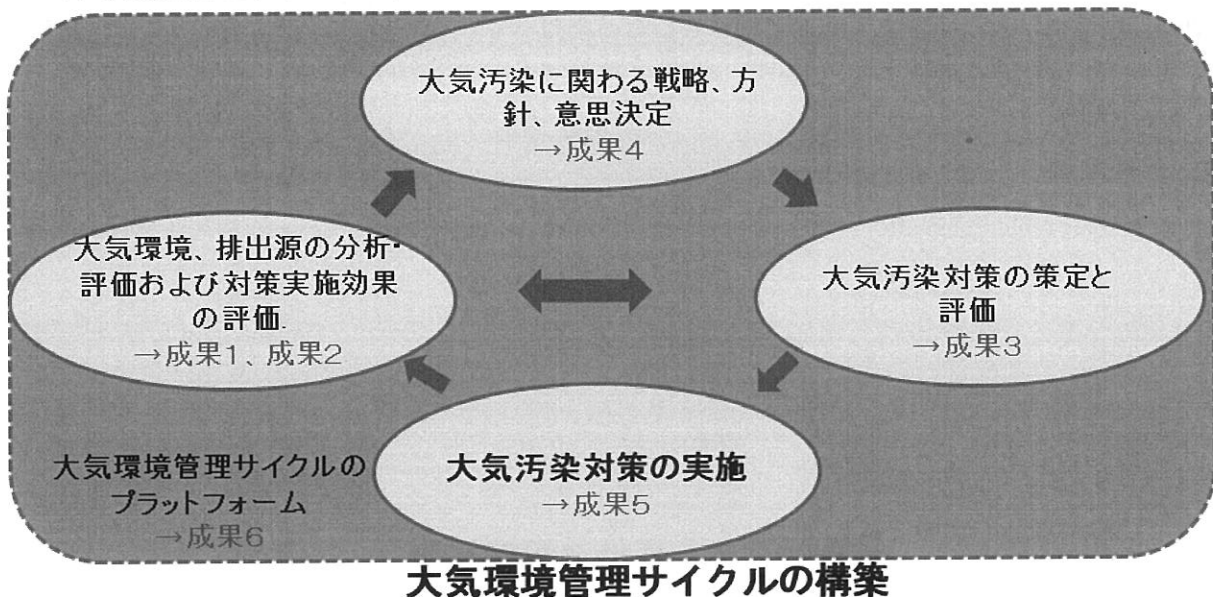 大気汚染に関わる戦略、方
針、意思決定
→成果4
大気環境、排出源の分析・
評価および対策実施効果
の評価.
→成果1、成果2
大気汚染対策の策定と
評価
→成果3
大気汚染対策の実施
→成果5
大気環境管理サイクルの
プラットフォーム
→成果6
大気環境管理サイクルの構築